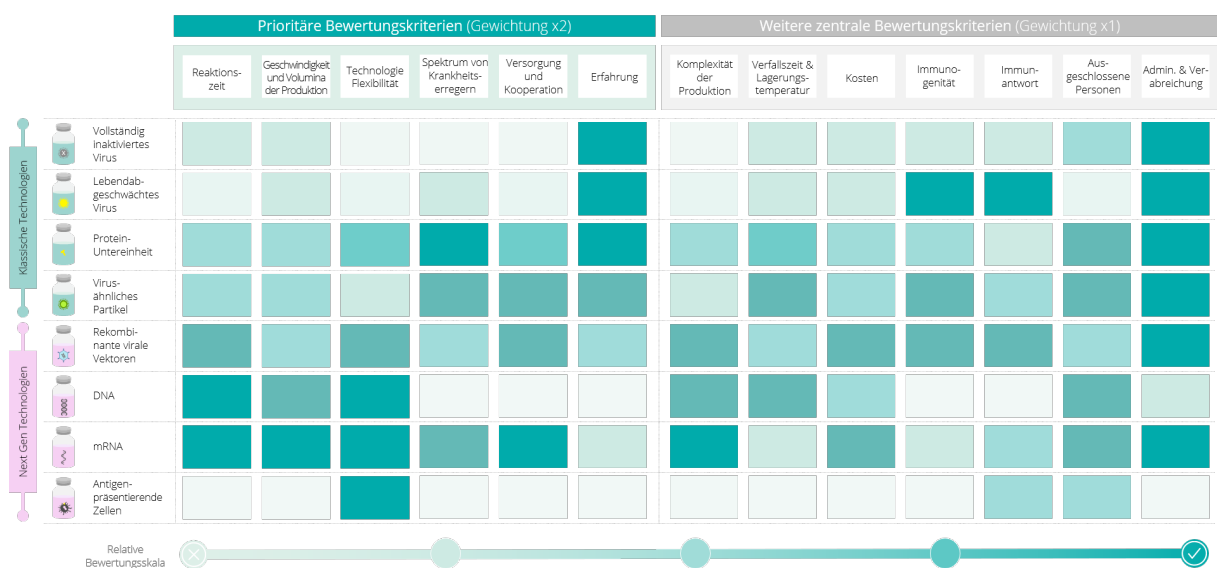 Prioritäre Bewertungskriterien (Gewichtung x2)
Weitere zentrale Bewertungskriterien (Gewichtung x1)
Reaktions-
zeit
Geschwindigkeit
und Volumina
der Produktion
Technologie
Flexibilität
Spektrum von
Krankheits-
erregern
Versorgung
und
Kooperation
Erfahrung
Komplexität
der
Produktion
Verfallszeit &
Lagerungs-
temperatur
Kosten
Immuno-
genität
Immun-
antwort
Aus-
geschlossene
Personen
Admin. & Ver-
abreichung
Klassische Technologien
Vollständig
inaktiviertes
Virus
Lebendab-
geschwächtes
Virus
Protein-
Untereinheit
Virus-
ähnliches
Partikel
Next Gen Technologien
Rekombi-
nante virale
Vektoren
DNA
mRNA
Antigen-
präsentierende
Zellen
Relative
Bewertungsskala